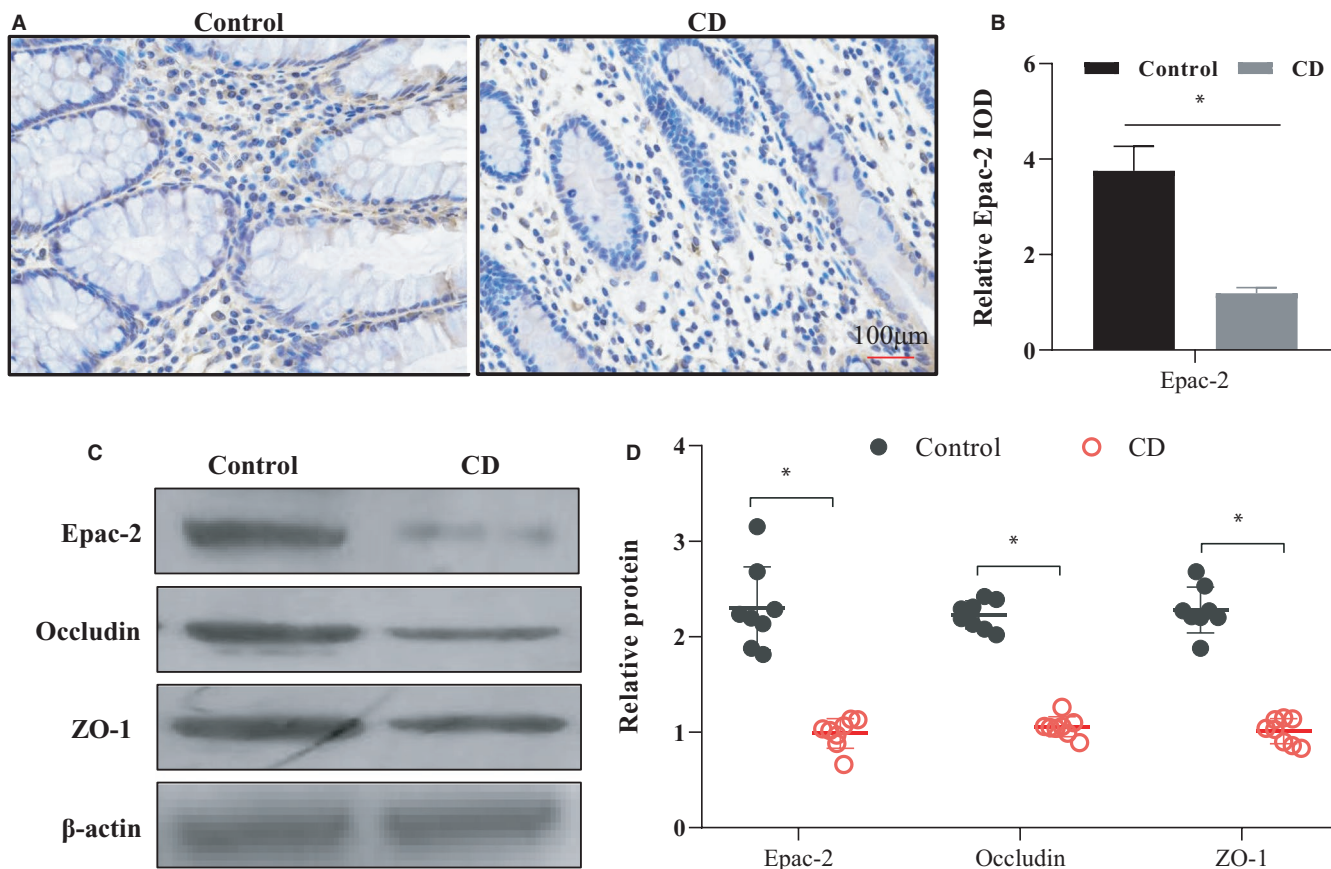 A
Control
CD
100μm
B
Relative Epac-2 IOD
6
4
2
0
Control
CD
*
Epac-2
C
Control
CD
Epac-2
Occludin
ZO-1
β-actin
D
Relative protein
4
3
2
1
0
Control
CD
*
*
*
Epac-2
Occludin
ZO-1